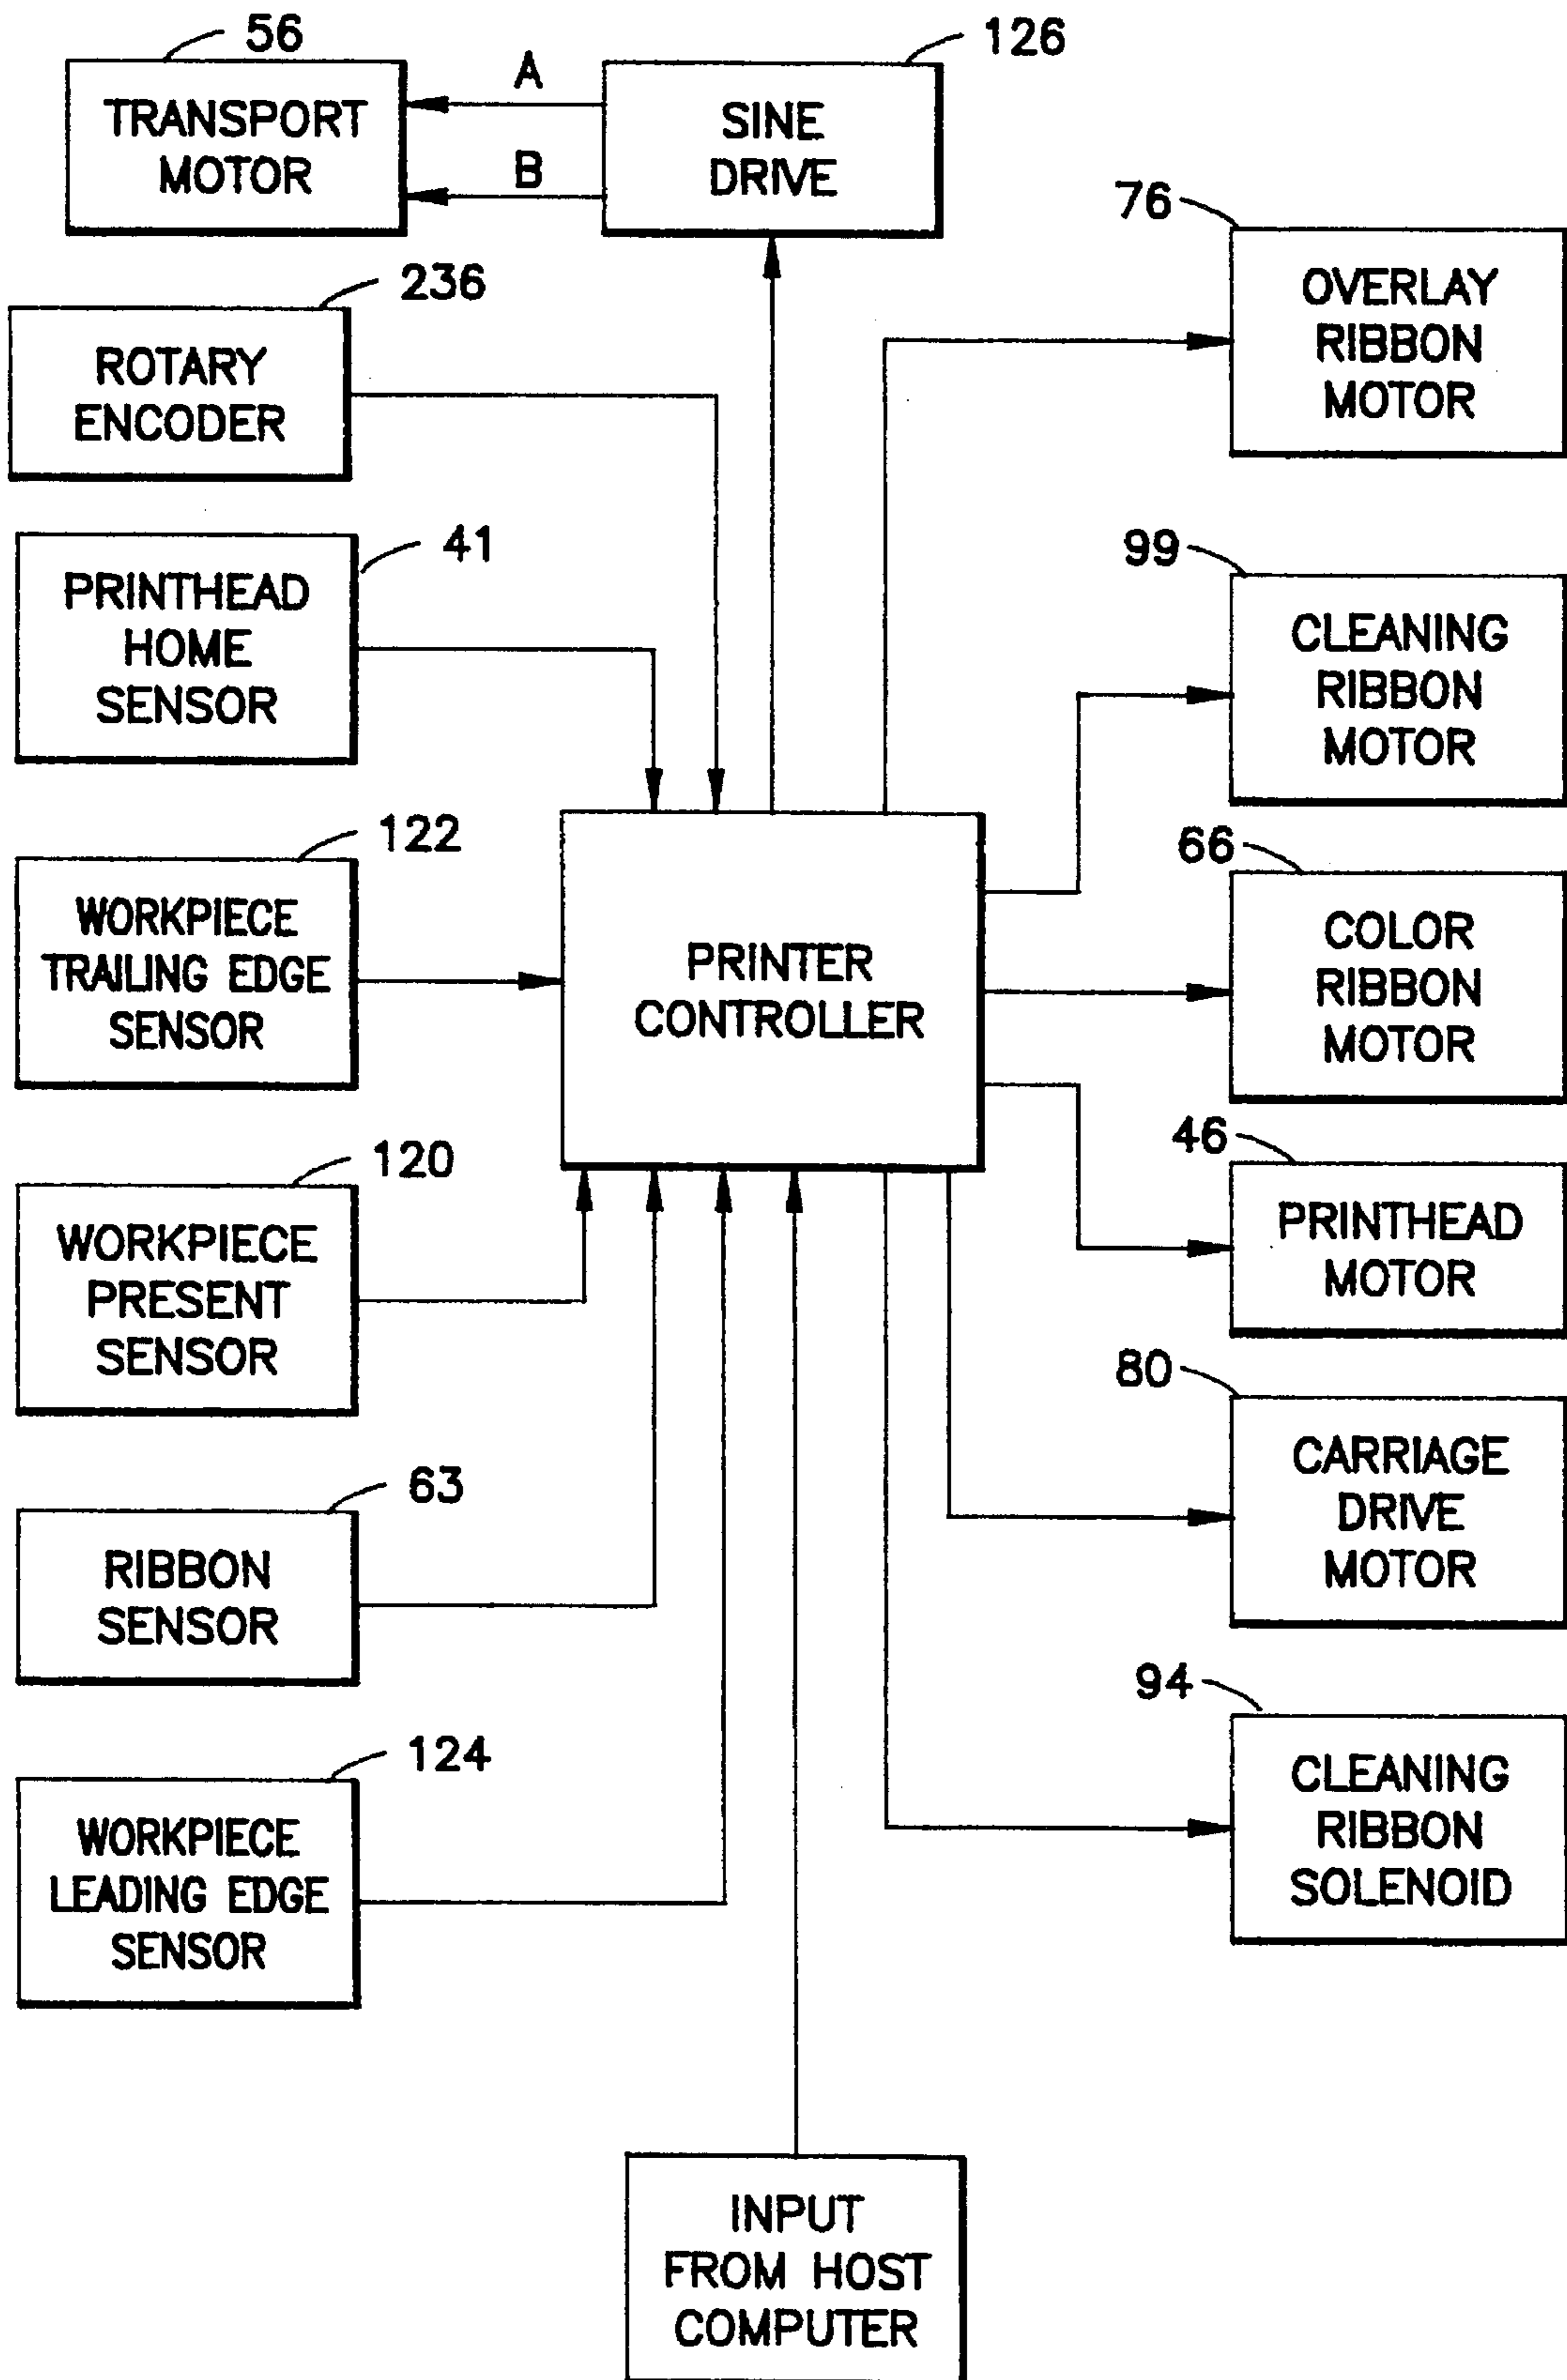 56
TRANSPORT
MOTOR
A
B
126
SINE
DRIVE
236
ROTARY
ENCODER
41
PRINTHEAD
HOME
SENSOR
122
WORKPIECE
TRAILING EDGE
SENSOR
120
WORKPIECE
PRESENT
SENSOR
63
RIBBON
SENSOR
124
WORKPIECE
LEADING EDGE
SENSOR
PRINTER
CONTROLLER
INPUT
FROM HOST
COMPUTER
76
OVERLAY
RIBBON
MOTOR
99
CLEANING
RIBBON
MOTOR
66
COLOR
RIBBON
MOTOR
46
PRINTHEAD
MOTOR
80
CARRIAGE
DRIVE
MOTOR
94
CLEANING
RIBBON
SOLENOID